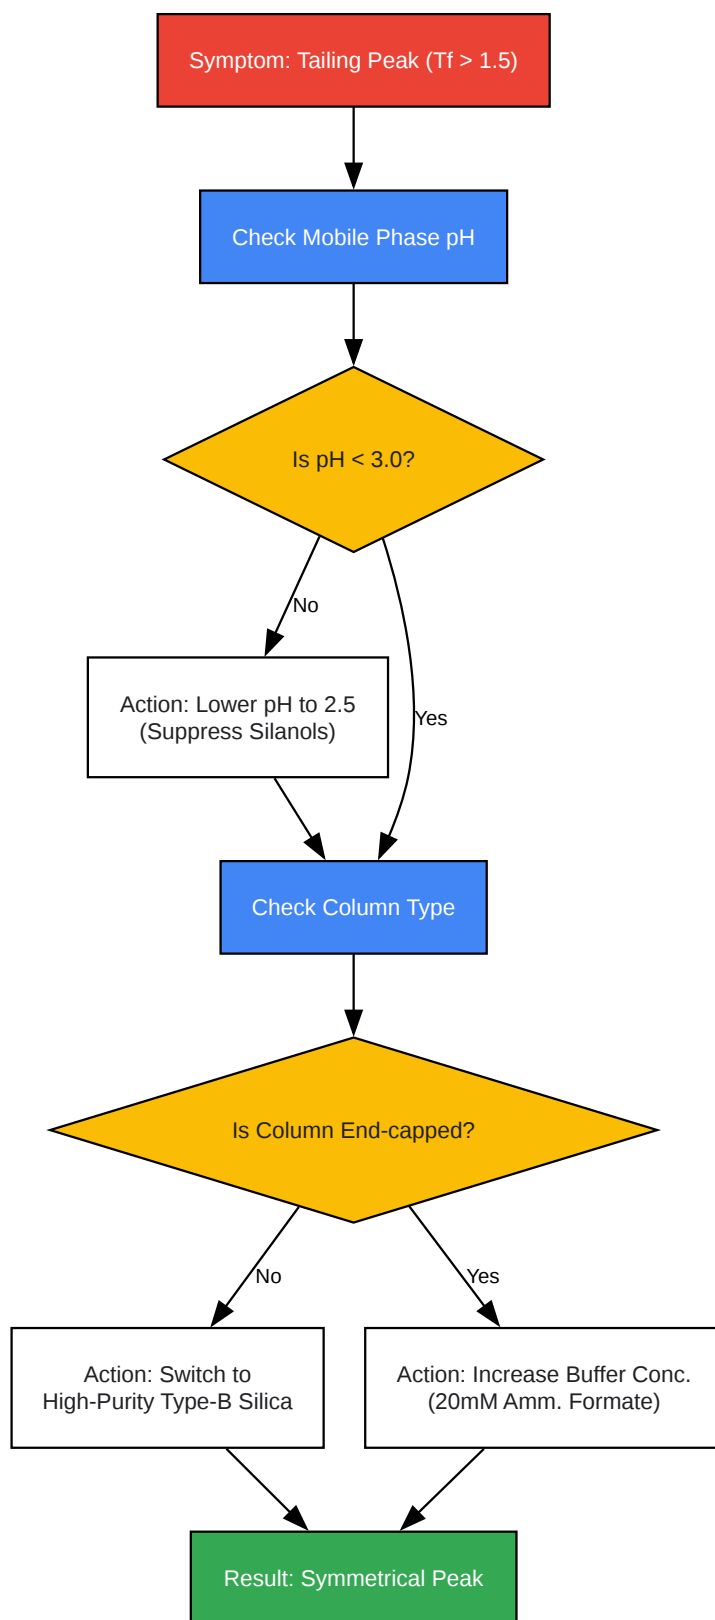 Symptom: Tailing Peak (Tf > 1.5)
Check Mobile Phase pH
Is pH < 3.0?
No
Action: Lower pH to 2.5
(Suppress Silanols)
Yes
Check Column Type
Is Column End-capped?
No
Yes
Action: Switch to
High-Purity Type-B Silica
Action: Increase Buffer Conc.
(20mM Amm. Formate)
Result: Symmetrical Peak